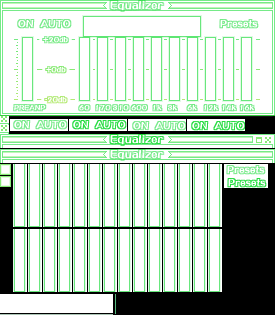 Equalizer
ON AUTO Presets
+20db
+0db
-20db
PREAMP 60 170 310 600 1k 3k 6k 12k 14k 16k
ON AUTO ON AUTO ON AUTO ON AUTO
Equalizer
Equalizer
Presets
Presets